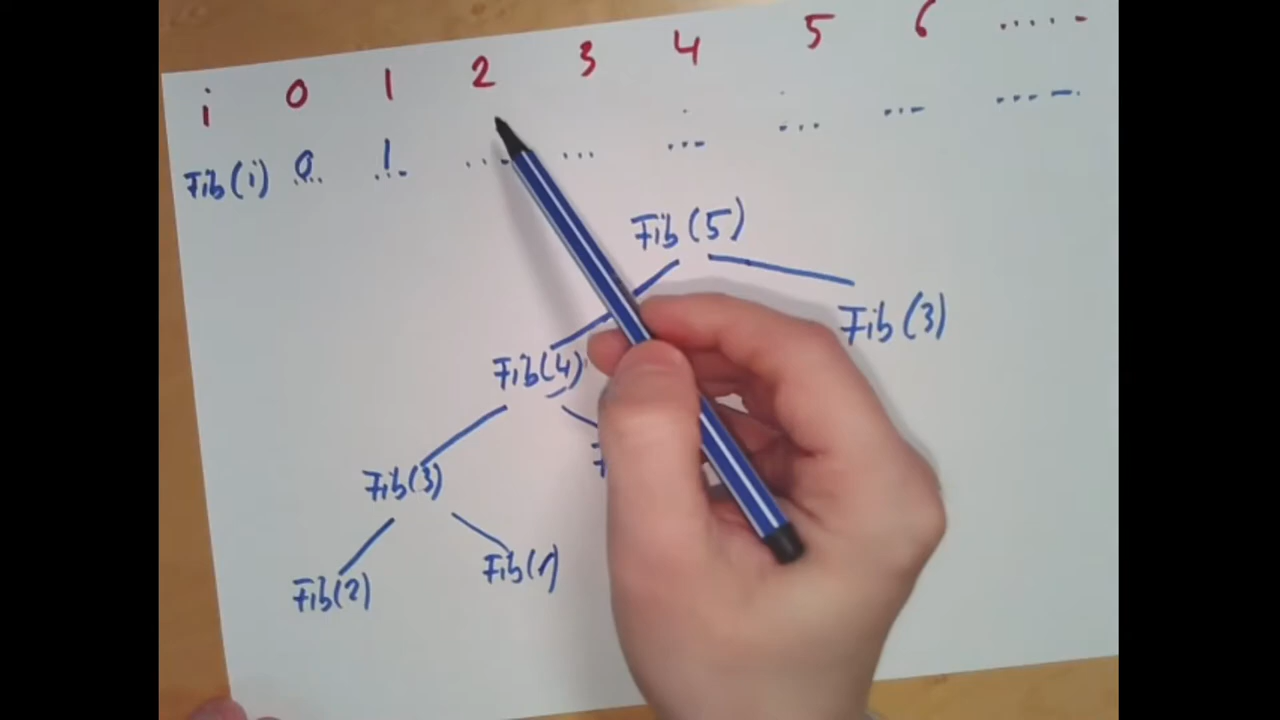 i 0 1 2 3 4 5 6 .....
Fib(i) 0 1 ... ... ... ... ... ...
Fib(5)
Fib(3)
Fib(4)
Fib(3)
Fib(2) Fib(1)